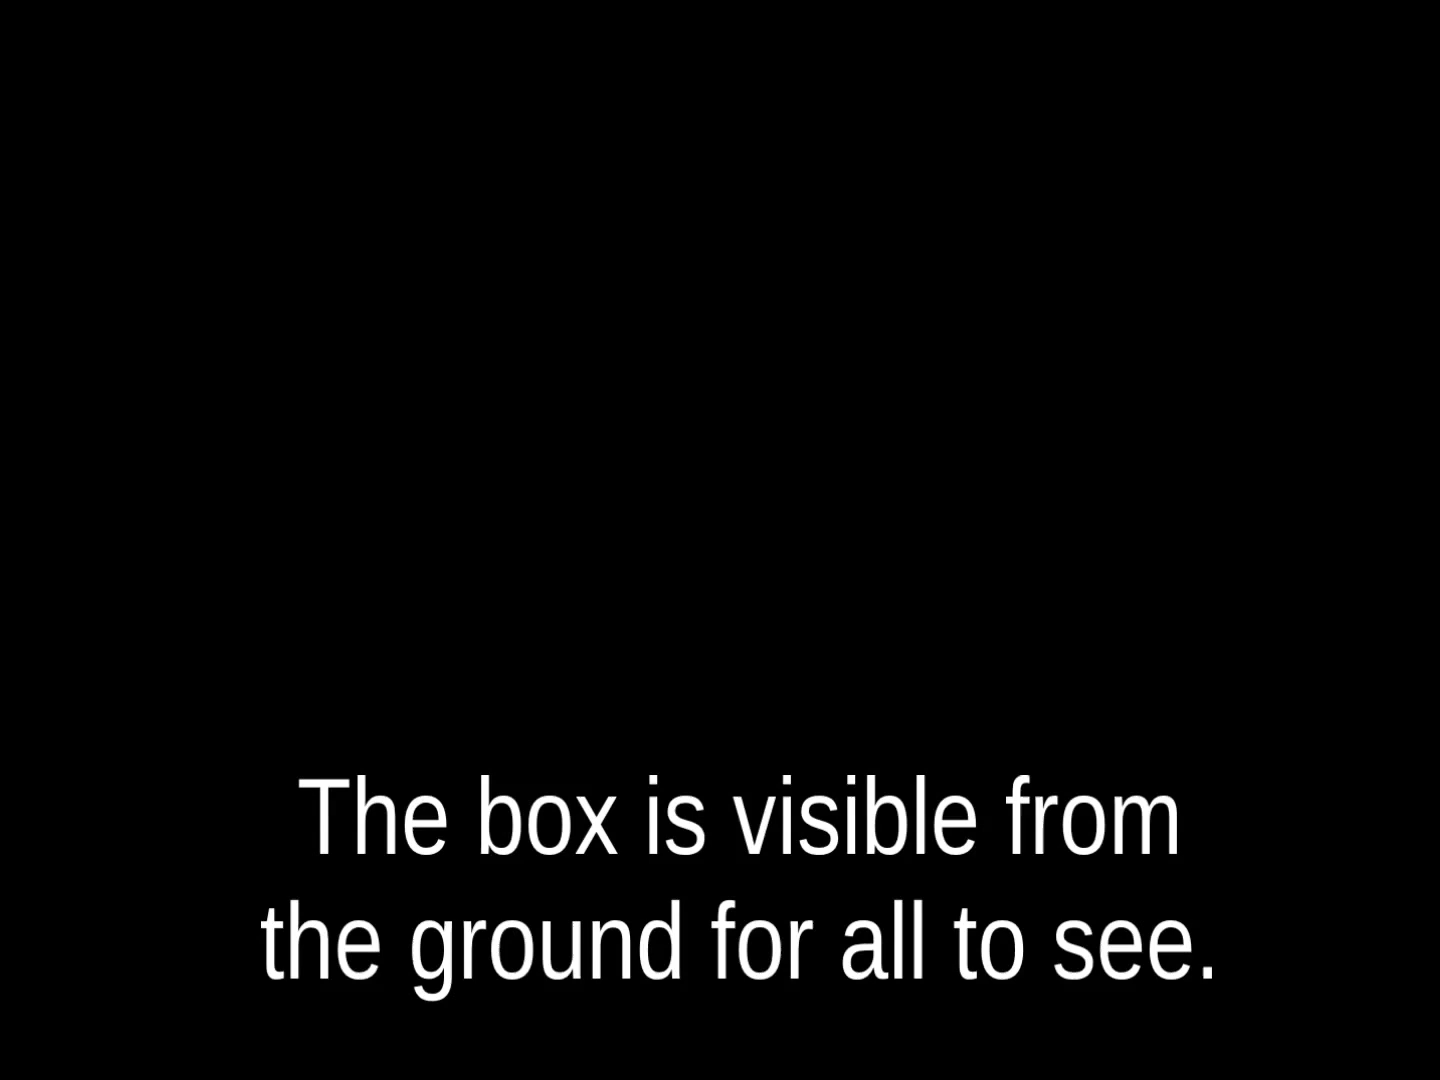 The box is visible from
the ground for all to see.